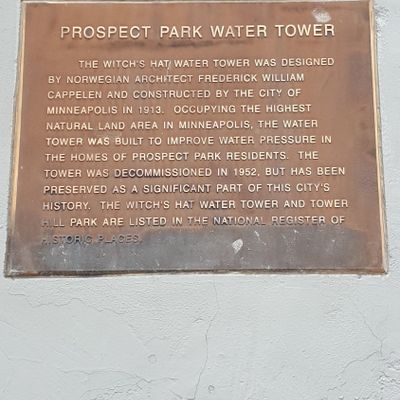 PROSPECT PARK WATER TOWER
THE WITCH'S HAT WATER TOWER WAS DESIGNED
BY NORWEGIAN ARCHITECT FREDERICK WILLIAM
CAPPELEN AND CONSTRUCTED BY THE CITY OF
MINNEAPOLIS IN 1913. OCCUPYING THE HIGHEST
NATURAL LAND AREA IN MINNEAPOLIS, THE WATER
TOWER WAS BUILT TO IMPROVE WATER PRESSURE IN
THE HOMES OF PROSPECT PARK RESIDENTS. THE
TOWER WAS DECOMMISSIONED IN 1952, BUT HAS BEEN
PRESERVED AS A SIGNIFICANT PART OF THIS CITY'S
HISTORY. THE WITCH'S HAT WATER TOWER AND TOWER
HILL PARK ARE LISTED IN THE NATIONAL REGISTER OF
HISTORIC PLACES.